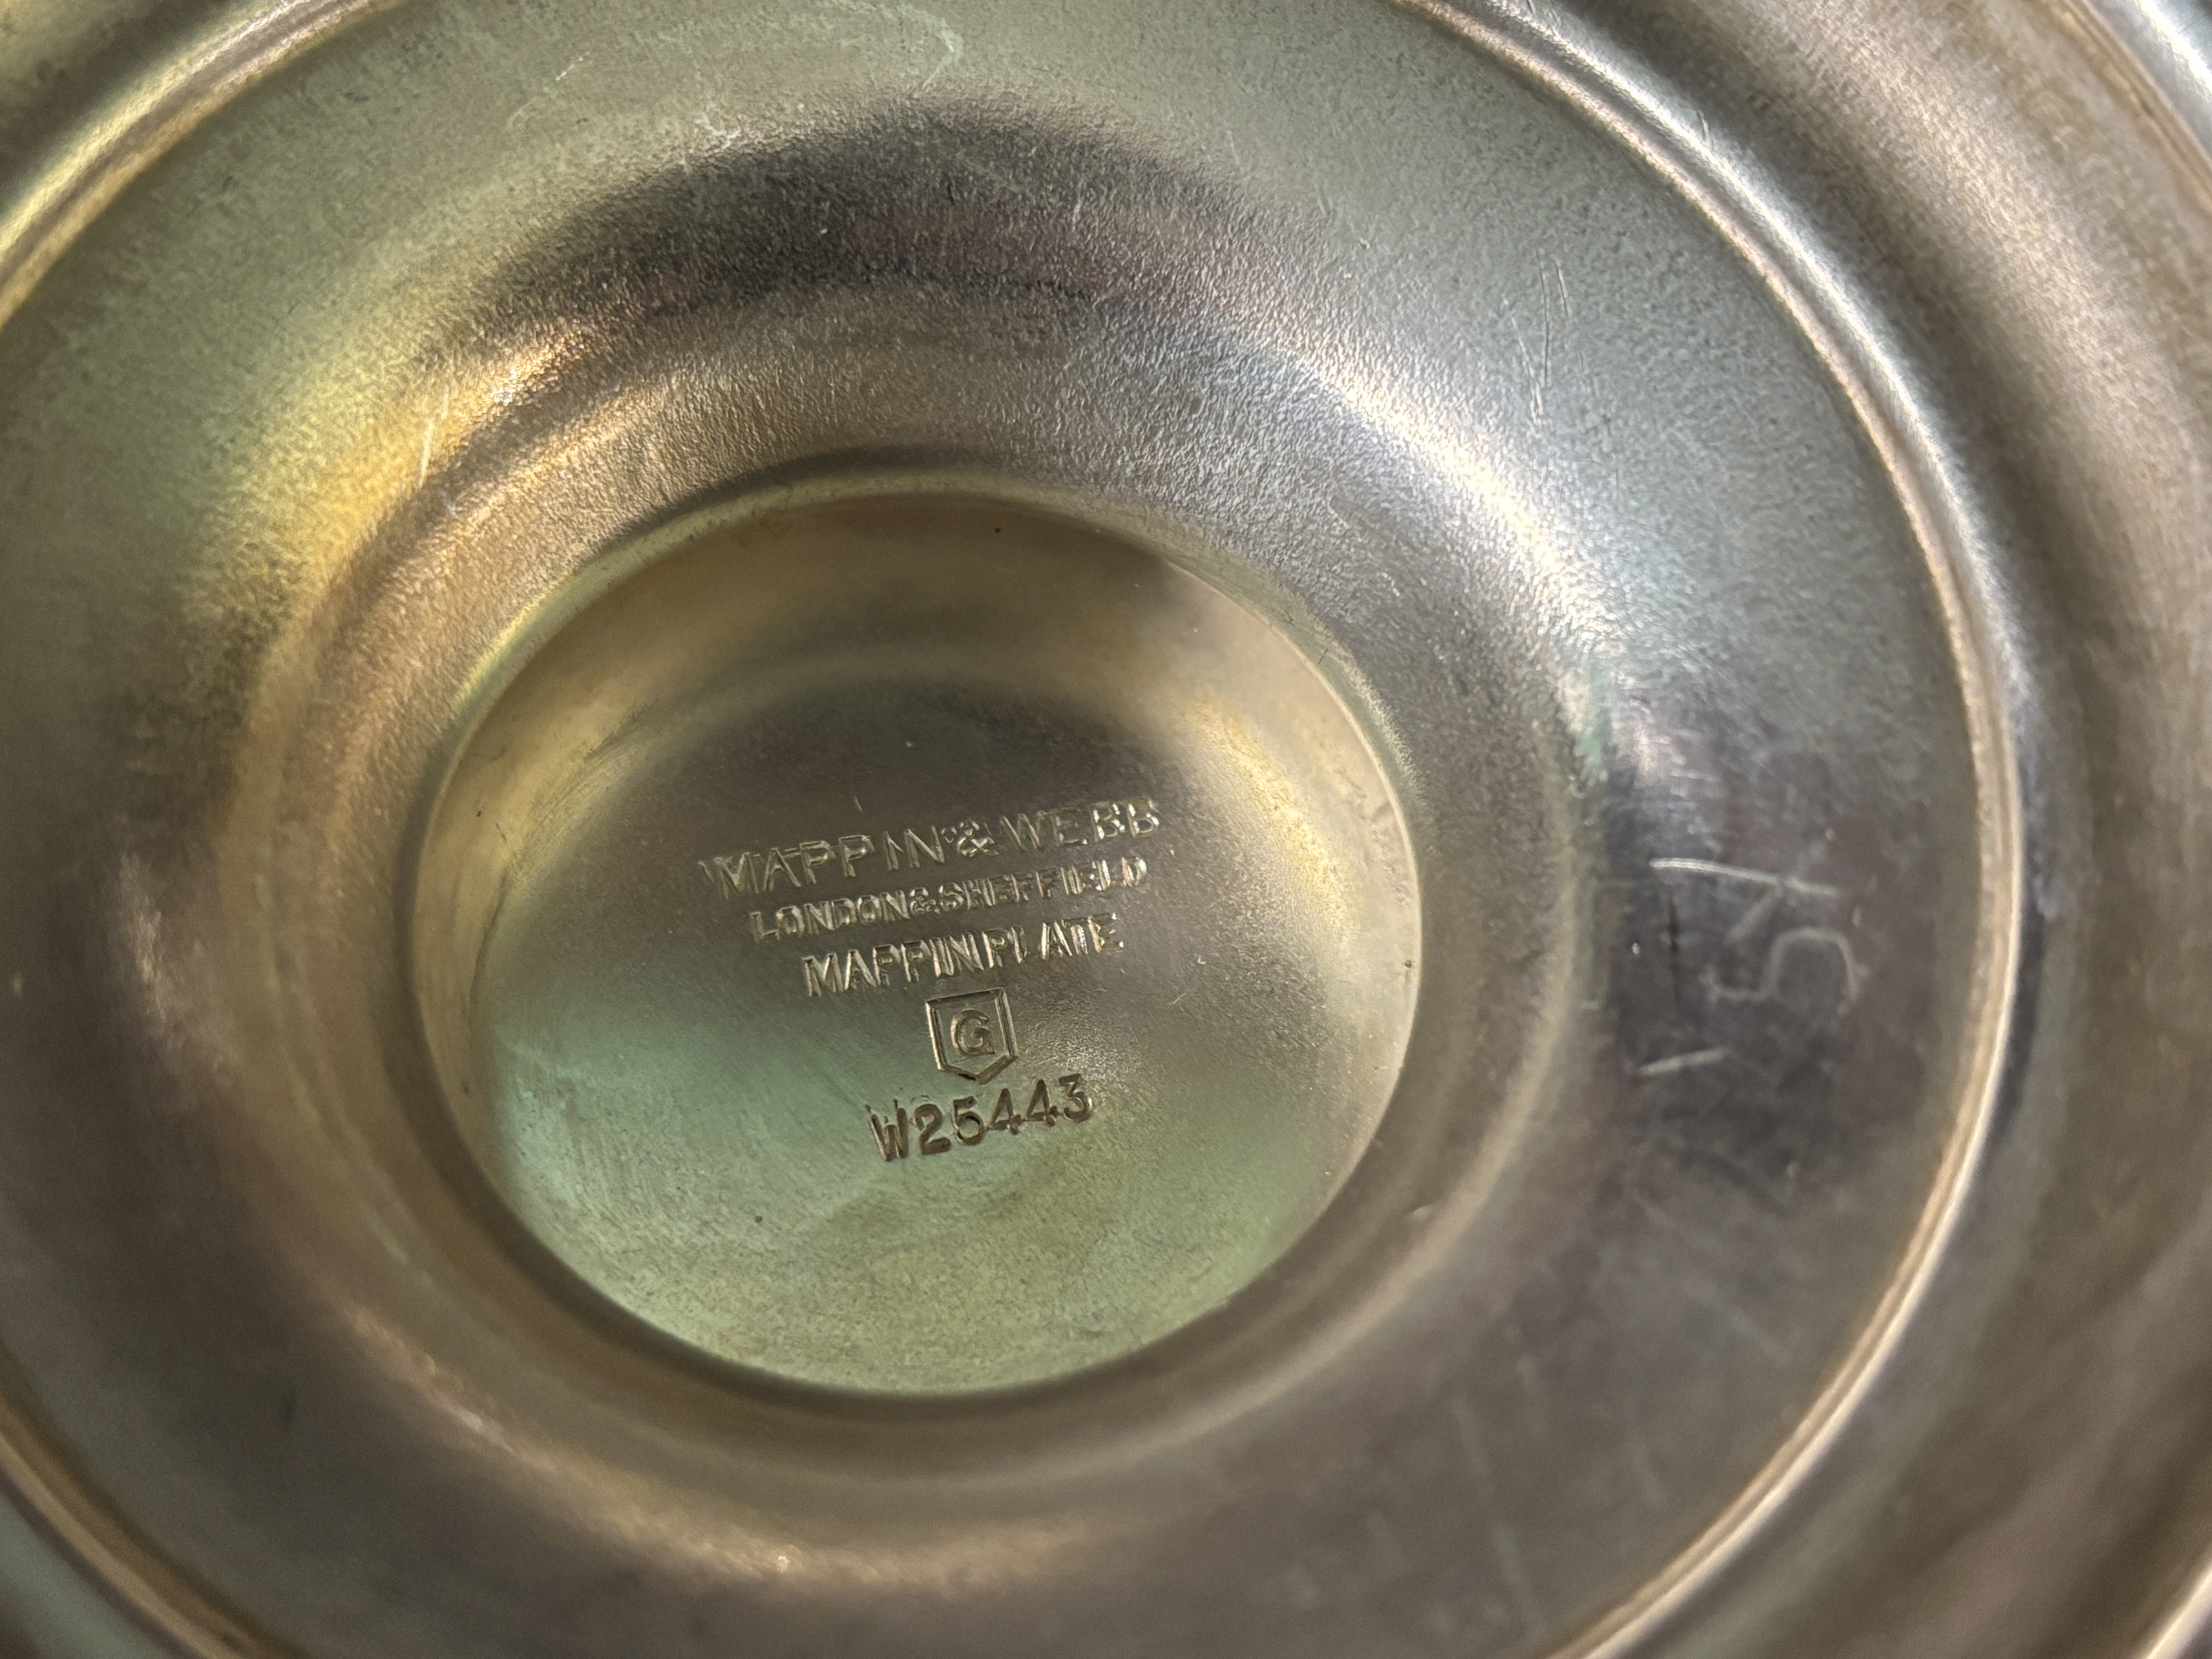 MAPPIN & WEBB
LONDON & SHEFFIELD
MAPPIN PLATE
G
W25443